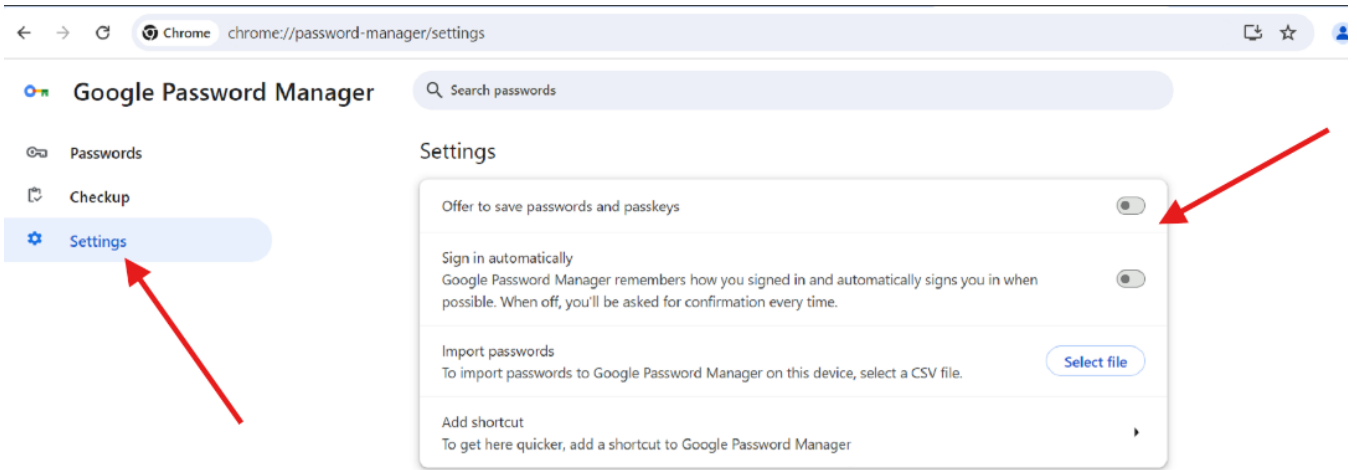 Chrome chrome://password-manager/settings
Google Password Manager
Search passwords
Passwords
Checkup
Settings
Settings
Offer to save passwords and passkeys
Sign in automatically
Google Password Manager remembers how you signed in and automatically signs you in when
possible. When off, you'll be asked for confirmation every time.
Import passwords
To import passwords to Google Password Manager on this device, select a CSV file.
Select file
Add shortcut
To get here quicker, add a shortcut to Google Password Manager